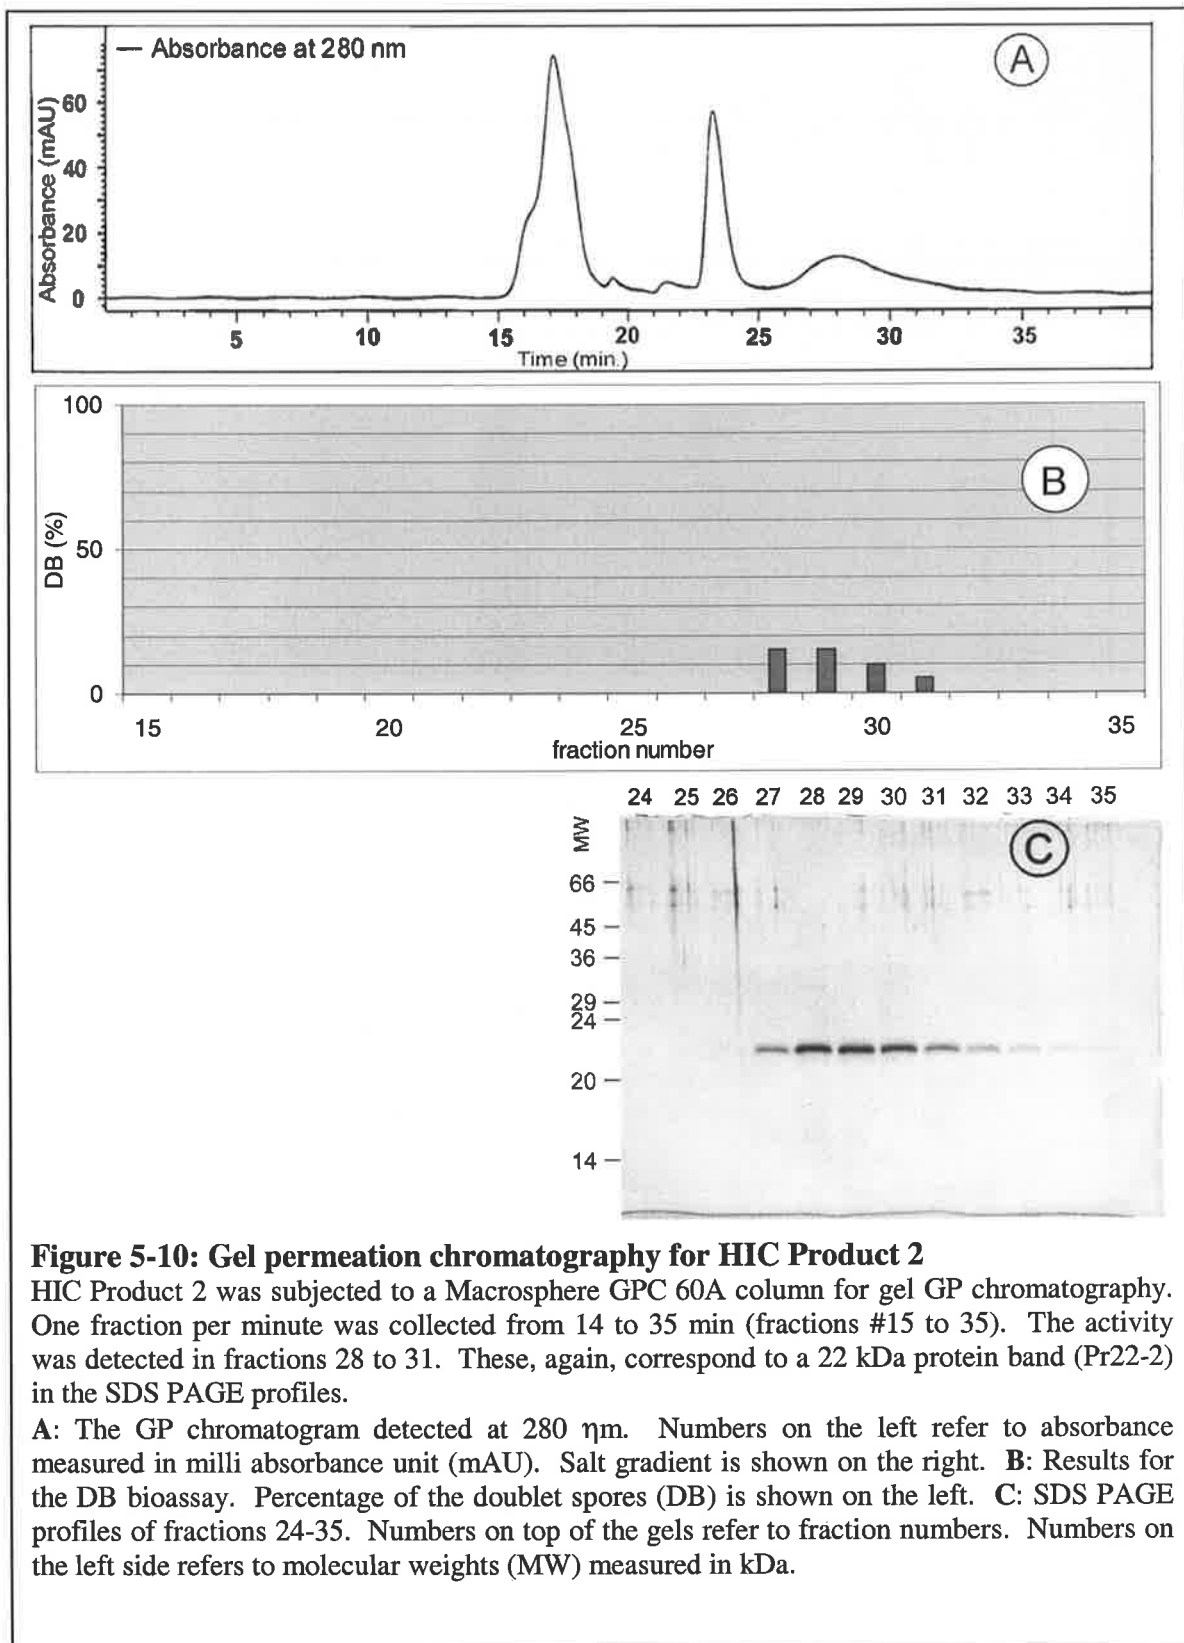 — Absorbance at 280 nm
A
Absorbance (mAU)
60
40
20
0
5 10 15 20 25 30 35
Time (min.)
100
B
DB (%)
50
0
15 20 25 30 35
fraction number
24 25 26 27 28 29 30 31 32 33 34 35
MW
C
66
45
36
29
24
20
14
Figure 5-10: Gel permeation chromatography for HIC Product 2
HIC Product 2 was subjected to a Macrosphere GPC 60A column for gel GP chromatography.
One fraction per minute was collected from 14 to 35 min (fractions #15 to 35). The activity
was detected in fractions 28 to 31. These, again, correspond to a 22 kDa protein band (Pr22-2)
in the SDS PAGE profiles.
A: The GP chromatogram detected at 280 ηm. Numbers on the left refer to absorbance
measured in milli absorbance unit (mAU). Salt gradient is shown on the right. B: Results for
the DB bioassay. Percentage of the doublet spores (DB) is shown on the left. C: SDS PAGE
profiles of fractions 24-35. Numbers on top of the gels refer to fraction numbers. Numbers on
the left side refers to molecular weights (MW) measured in kDa.